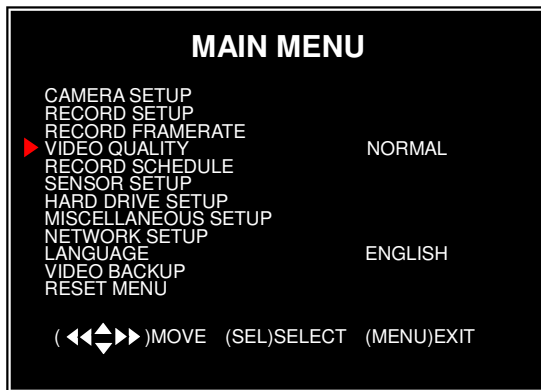 MAIN MENU
CAMERA SETUP
RECORD SETUP
RECORD FRAMERATE
VIDEO QUALITY NORMAL
RECORD SCHEDULE
SENSOR SETUP
HARD DRIVE SETUP
MISCELLANEOUS SETUP
NETWORK SETUP
LANGUAGE ENGLISH
VIDEO BACKUP
RESET MENU
( )MOVE (SEL)SELECT (MENU)EXIT